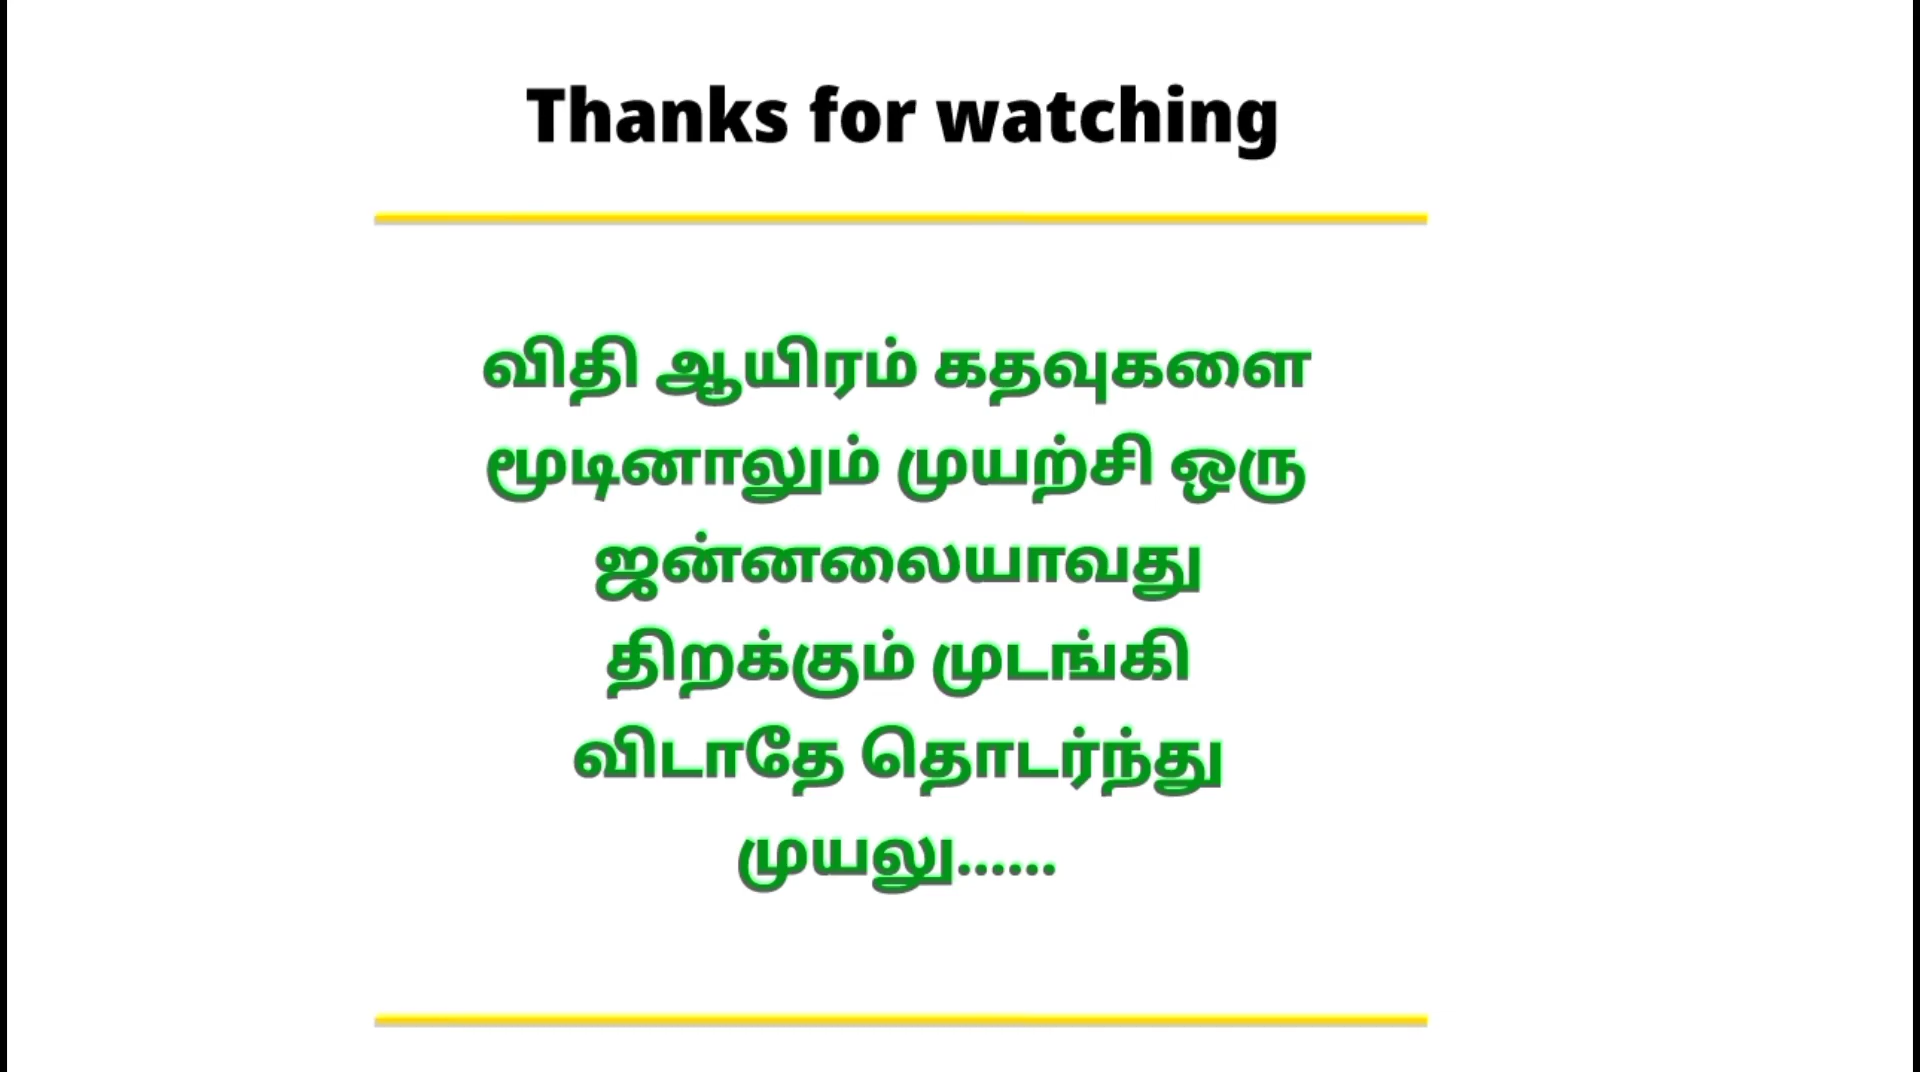 Thanks for watching
விதி ஆயிரம் கதவுகளை
மூடினாலும் முயற்சி ஒரு
ஜன்னலையாவது
திறக்கும் முடங்கி
விடாதே தொடர்ந்து
முயலு......